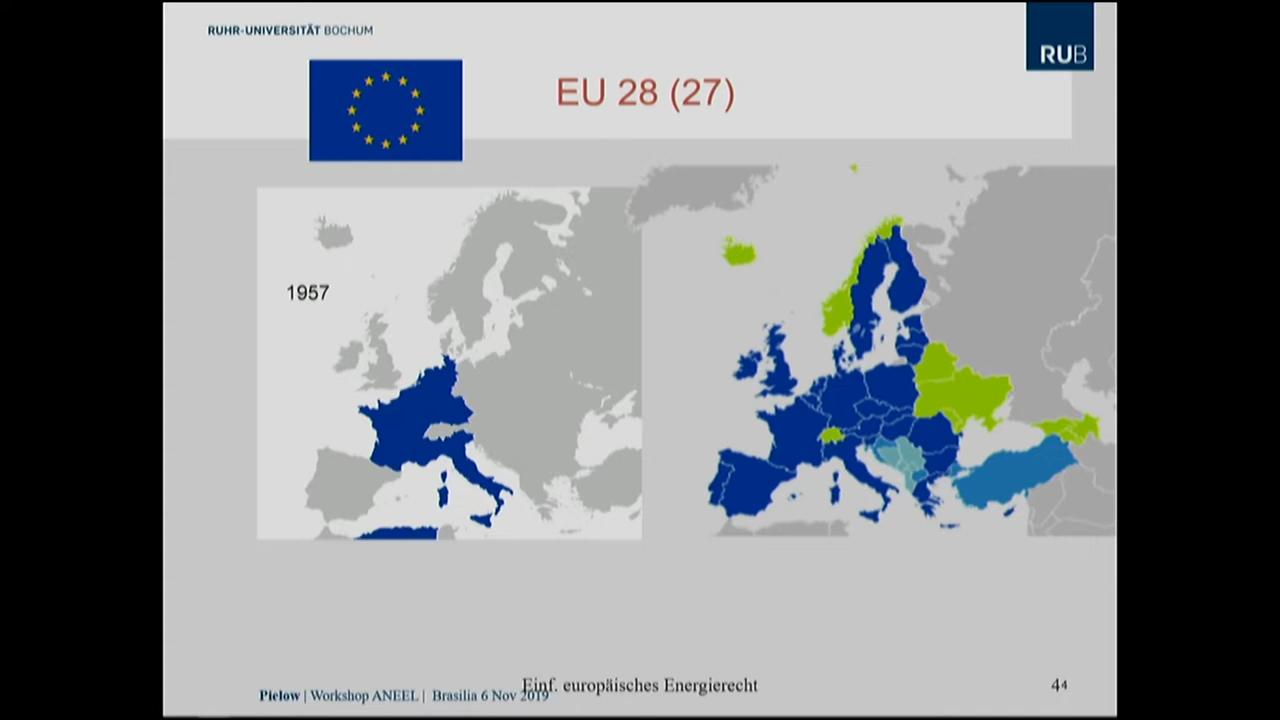 RUHR-UNIVERSITÄT BOCHUM
RUB
EU 28 (27)
1957
Einf. europäisches Energierecht
Pielow | Workshop ANEEL | Brasilia 6 Nov 2019
44